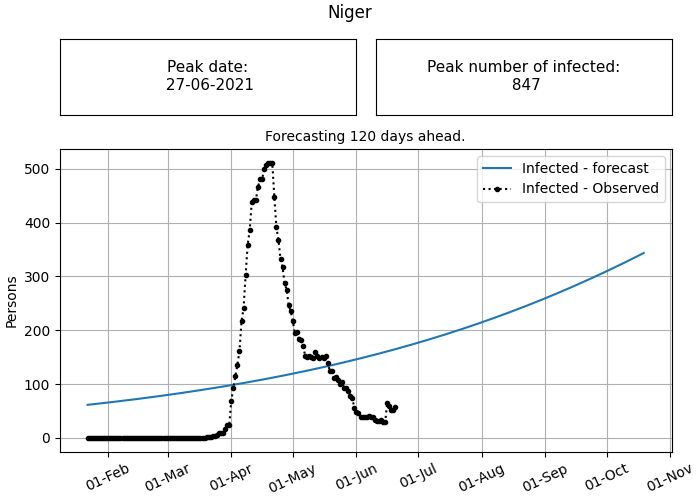 Niger
Peak date:
27-06-2021
Peak number of infected:
847
Forecasting 120 days ahead.
Infected - forecast
Infected - Observed
Persons
500
400
300
200
100
0
01-Feb
01-Mar
01-Apr
01-May
01-Jun
01-Jul
01-Aug
01-Sep
01-Oct
01-Nov